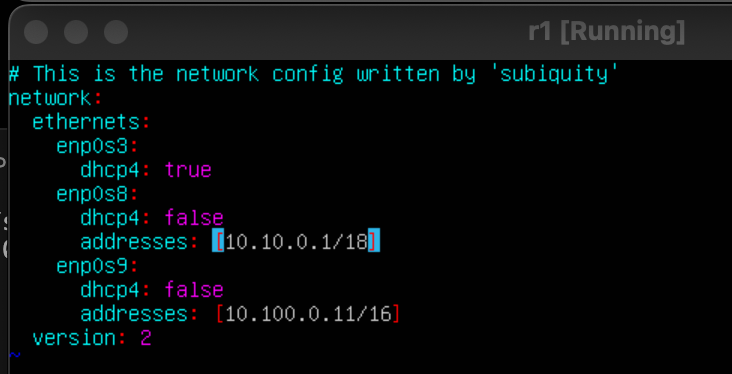 r1 [Running]
# This is the network config written by 'subiquity'
network:
  ethernets:
    enp0s3:
      dhcp4: true
    enp0s8:
      dhcp4: false
      addresses: [10.10.0.1/18]
    enp0s9:
      dhcp4: false
      addresses: [10.100.0.11/16]
  version: 2
~